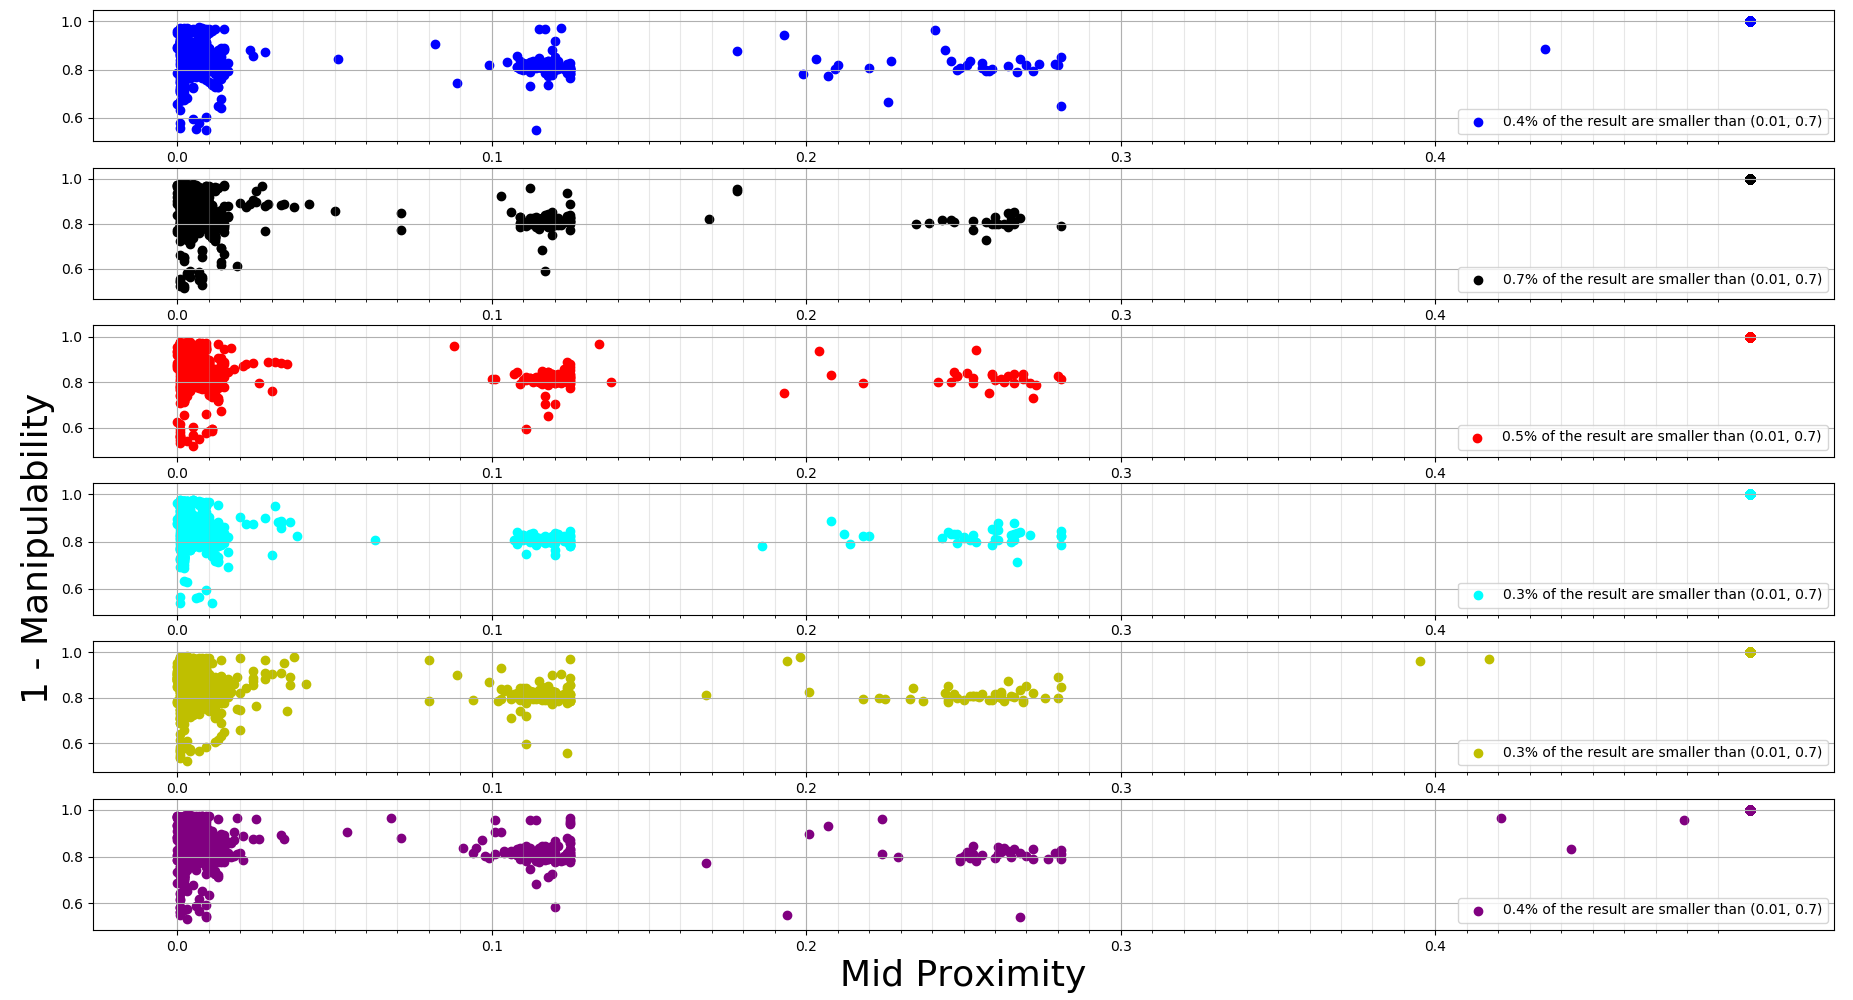 1.0
0.8
0.6
0.4% of the result are smaller than (0.01, 0.7)
0.0 0.1 0.2 0.3 0.4
1.0
0.8
0.6
0.7% of the result are smaller than (0.01, 0.7)
0.0 0.1 0.2 0.3 0.4
1.0
0.8
0.6
0.5% of the result are smaller than (0.01, 0.7)
0.0 0.1 0.2 0.3 0.4
1.0
0.8
0.6
0.3% of the result are smaller than (0.01, 0.7)
0.0 0.1 0.2 0.3 0.4
1.0
0.8
0.6
0.3% of the result are smaller than (0.01, 0.7)
0.0 0.1 0.2 0.3 0.4
1.0
0.8
0.6
0.4% of the result are smaller than (0.01, 0.7)
0.0 0.1 0.2 0.3 0.4
1 - Manipulability
Mid Proximity